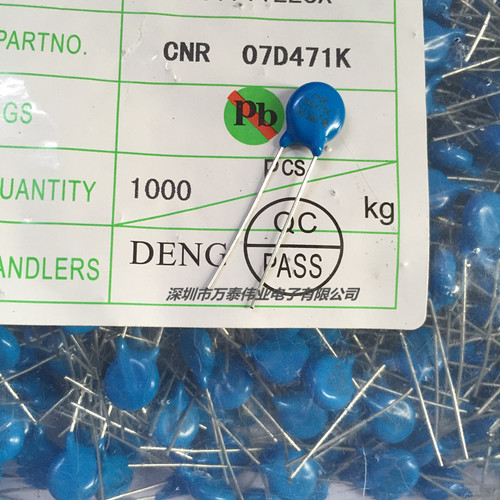 PARTNO. CNR 07D471K
GS
Pb
PCS
QUANTITY 1000 kg
QC
ANDLERS DENG PASS
深圳市万泰伟业电子有限公司